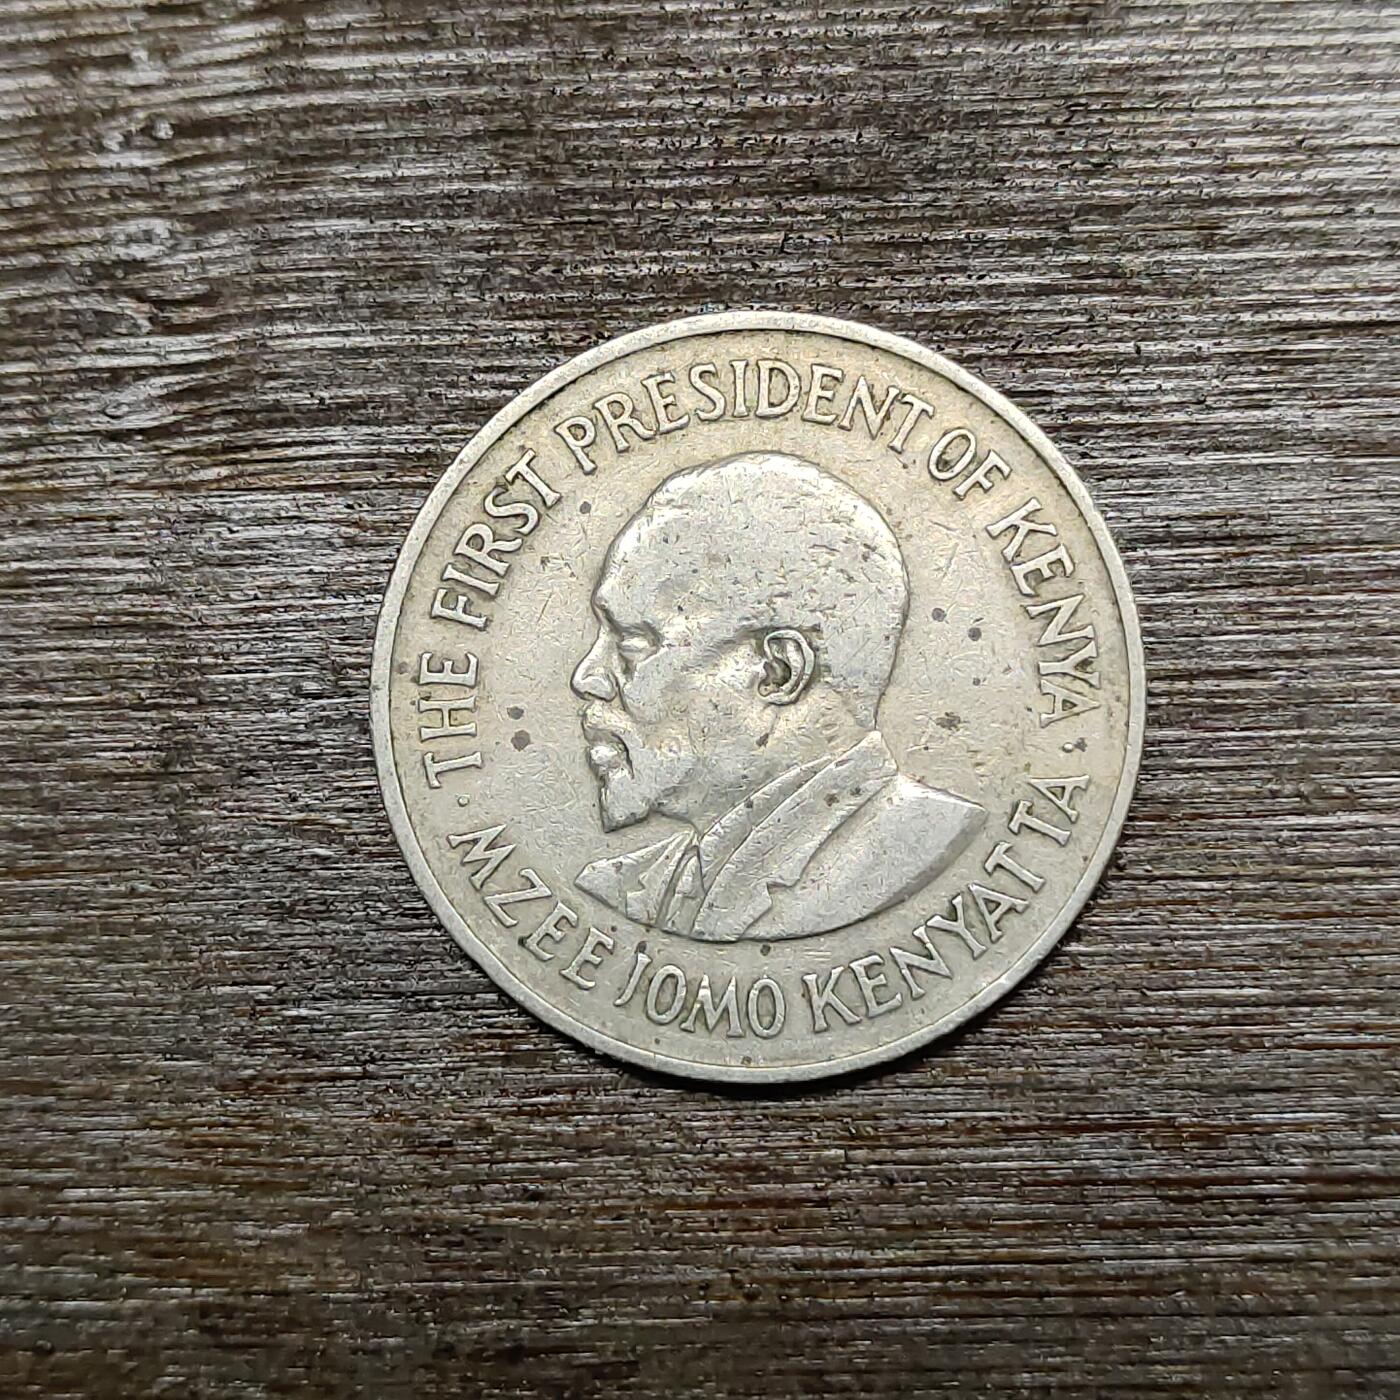 · THE FIRST PRESIDENT OF KENYA ·
MZEE JOMO KENYATTA